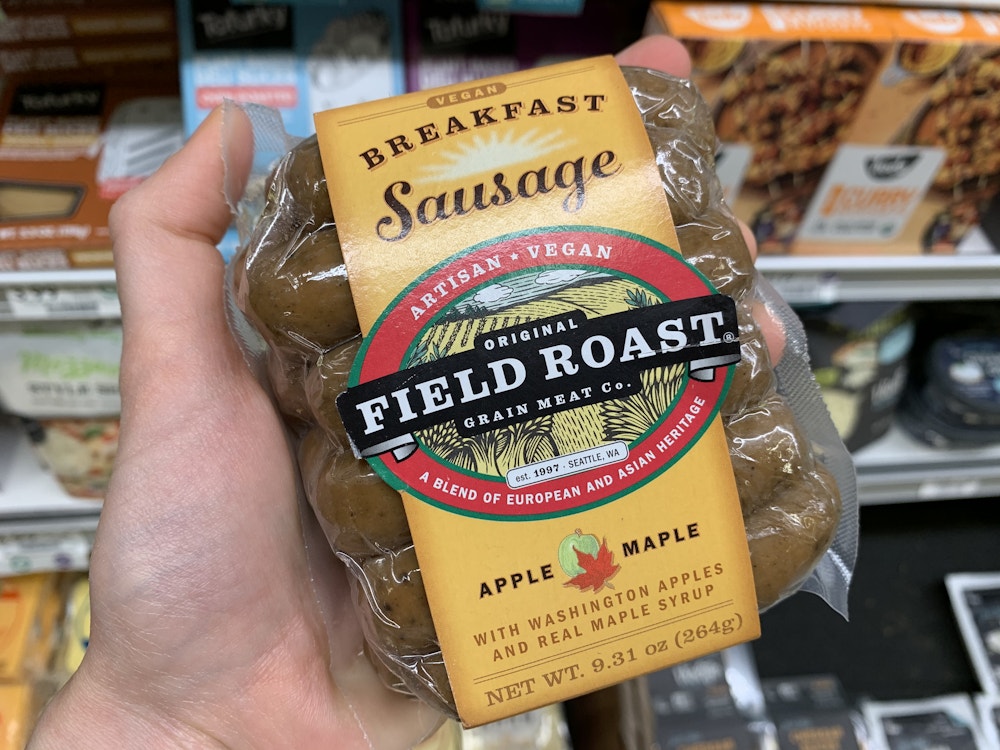 VEGAN
BREAKFAST
Sausage
ARTISAN ★ VEGAN
ORIGINAL
FIELD ROAST®
GRAIN MEAT Co.
est. 1997 · SEATTLE, WA
A BLEND OF EUROPEAN AND ASIAN HERITAGE
APPLE MAPLE
WITH WASHINGTON APPLES
AND REAL MAPLE SYRUP
NET WT. 9.31 oz (264g)
Tofurky
Tofurky
Tofurky
CURRY